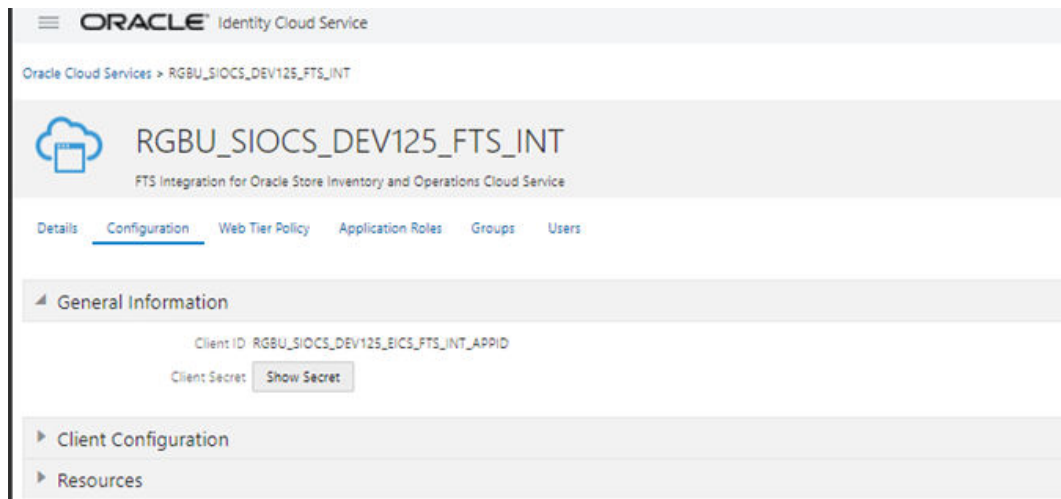 ORACLE® Identity Cloud Service
Oracle Cloud Services > RGBU_SIOCS_DEV125_FTS_INT
RGBU_SIOCS_DEV125_FTS_INT
FTS Integration for Oracle Store Inventory and Operations Cloud Service
Details Configuration Web Tier Policy Application Roles Groups Users
General Information
Client ID RGBU_SIOCS_DEV125_EICS_FTS_INT_APPID
Client Secret Show Secret
Client Configuration
Resources